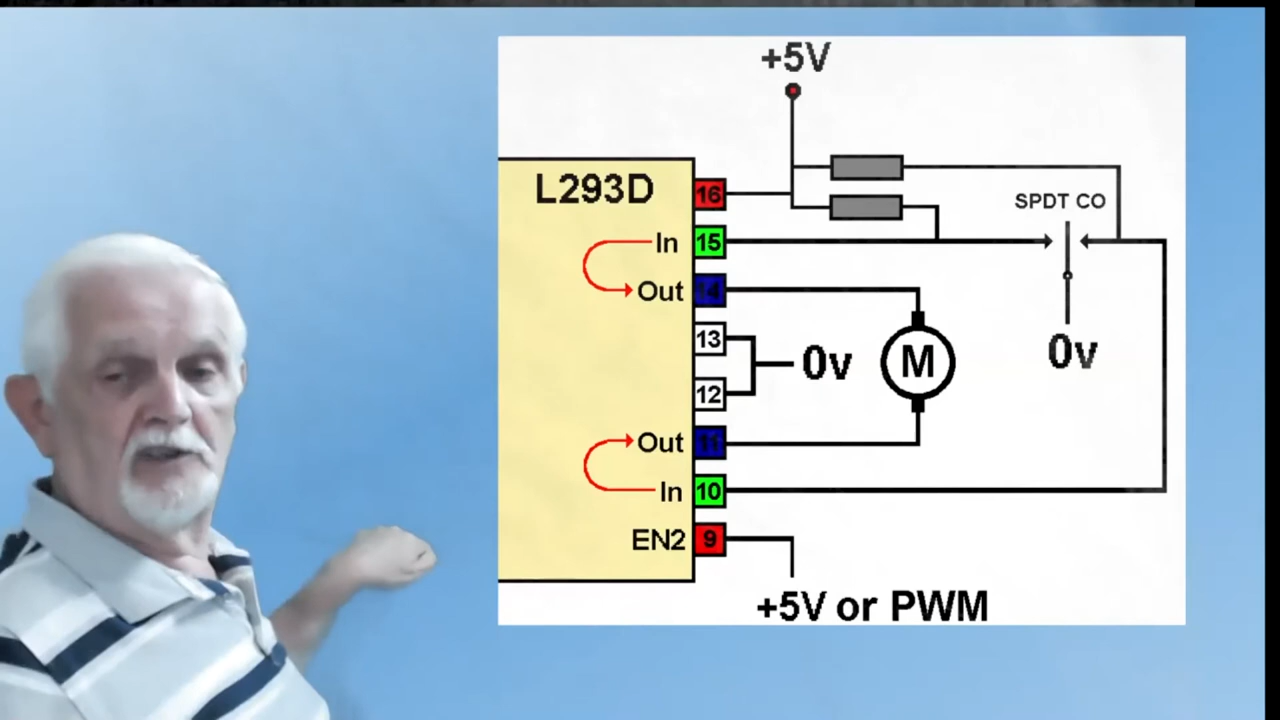 +5V
L293D
16
SPDT CO
In 15
Out 14
13
0v
M
0v
12
Out 11
In 10
EN2 9
+5V or PWM